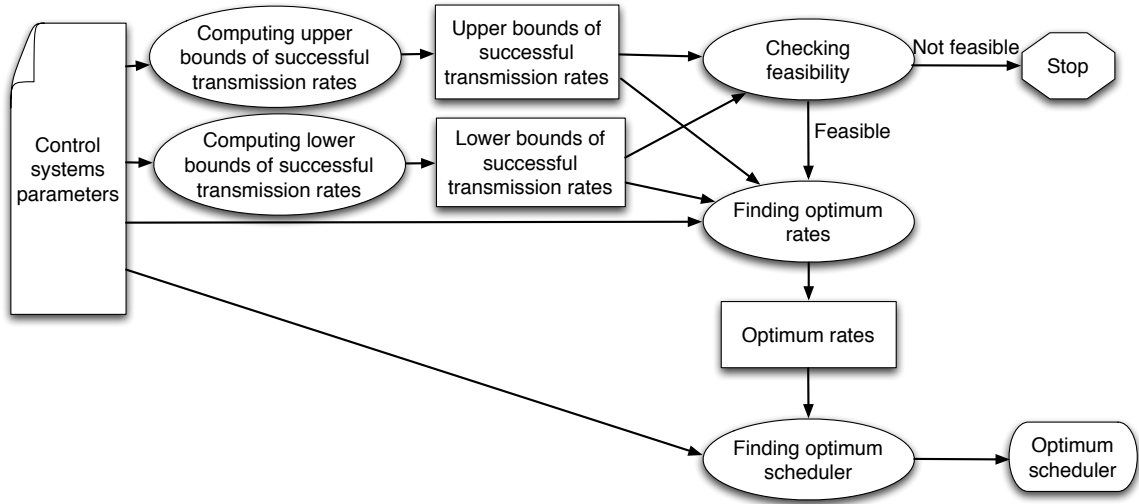 Control
systems
parameters
Computing upper
bounds of successful
transmission rates
Upper bounds of
successful
transmission rates
Checking
feasibility
Not feasible
Stop
Computing lower
bounds of successful
transmission rates
Lower bounds of
successful
transmission rates
Feasible
Finding optimum
rates
Optimum rates
Finding optimum
scheduler
Optimum
scheduler